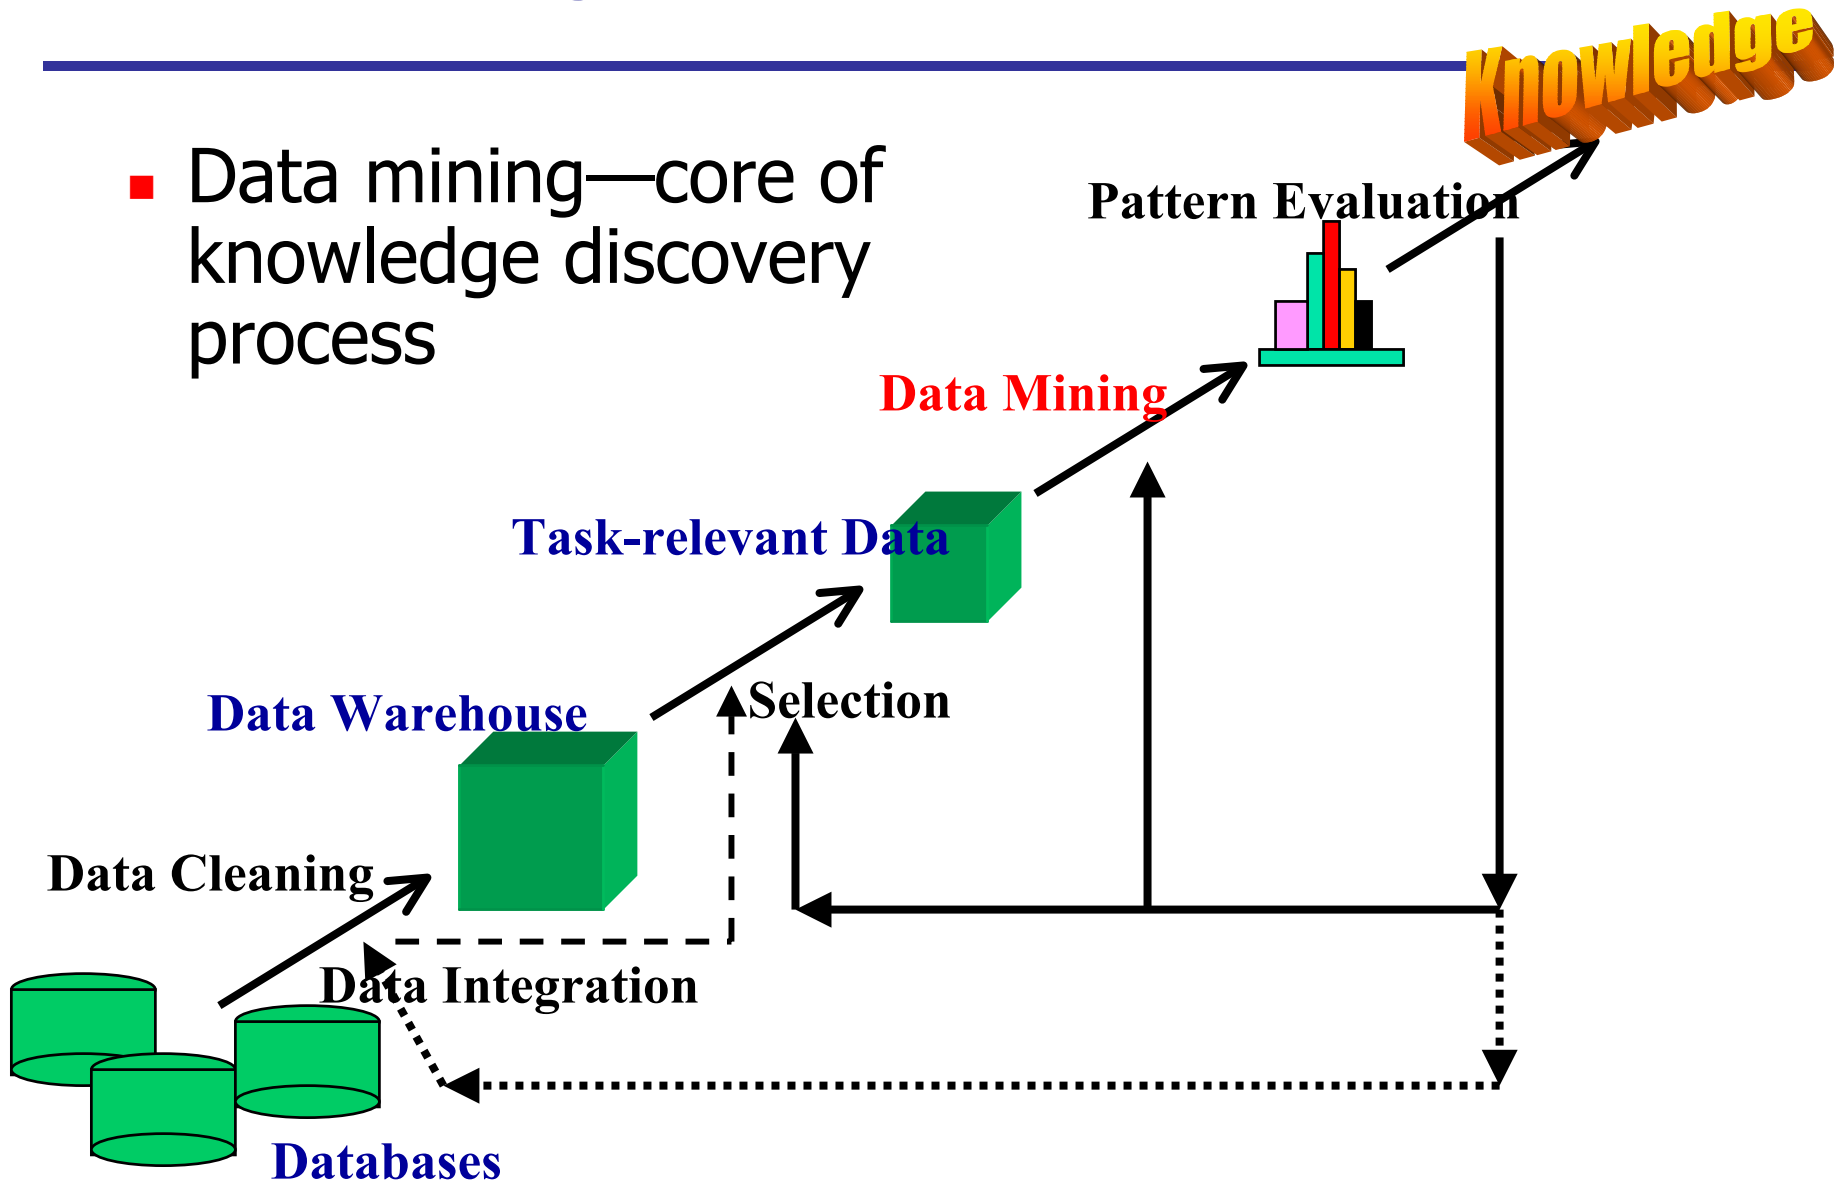 Knowledge
Data mining—core of
knowledge discovery
process
Pattern Evaluation
Data Mining
Task-relevant Data
Selection
Data Warehouse
Data Cleaning
Data Integration
Databases